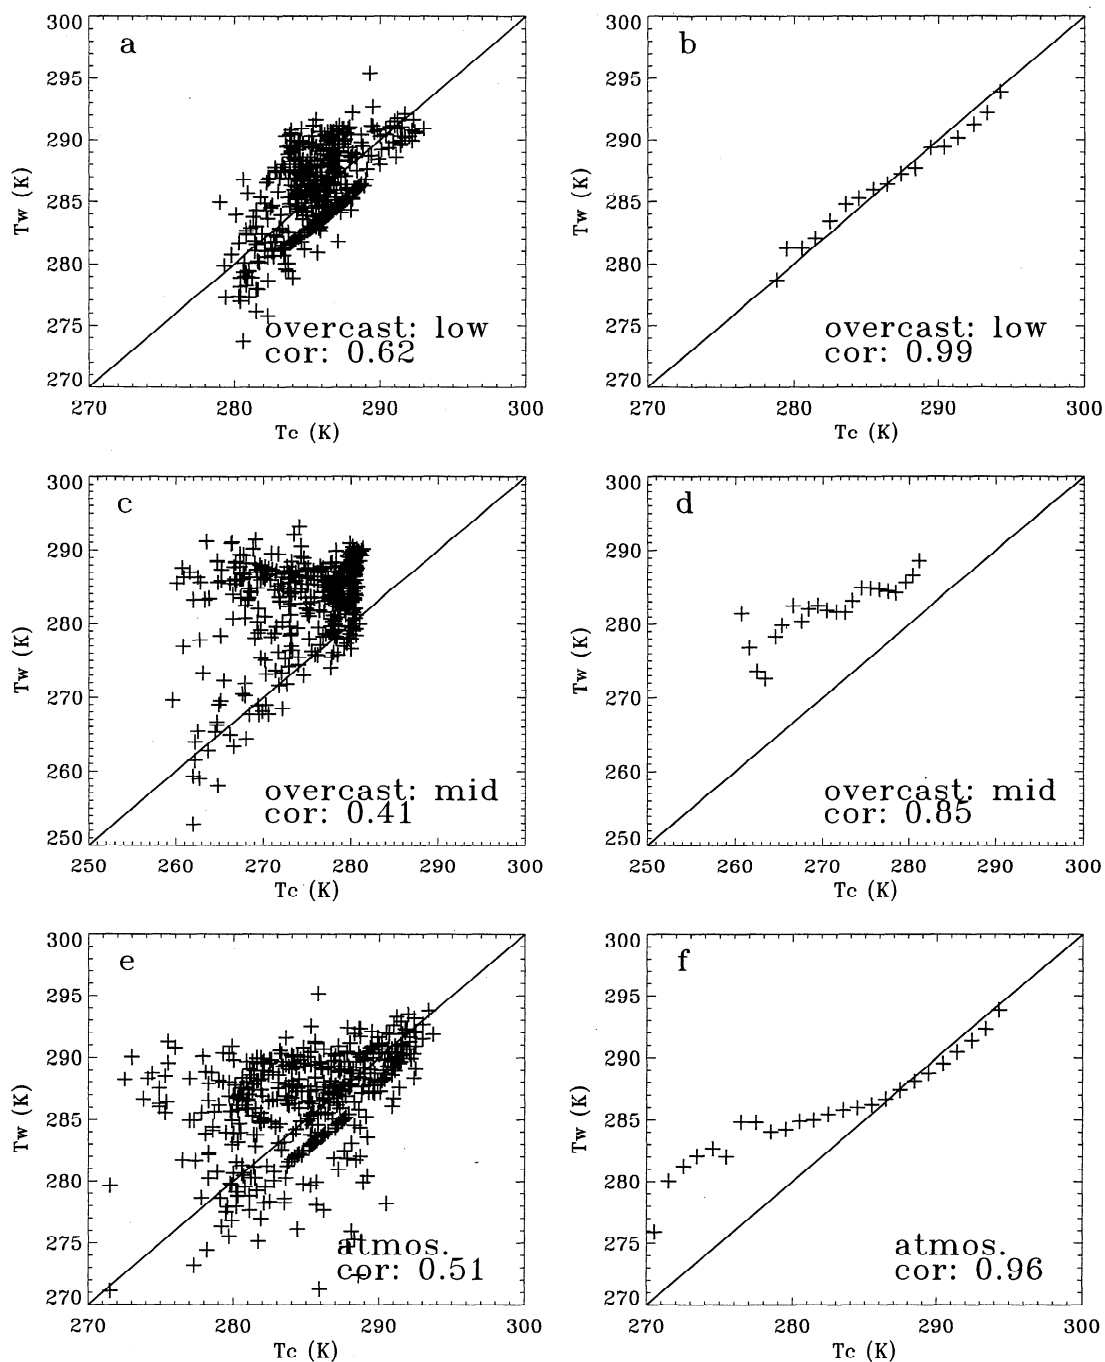 a
300
295
290
285
280
275
270
Tw (K)
overcast: low
cor: 0.62
270 280 290 300
Tc (K)
b
300
295
290
285
280
275
270
Tw (K)
overcast: low
cor: 0.99
270 280 290 300
Tc (K)
c
300
290
280
270
260
250
Tw (K)
overcast: mid
cor: 0.41
250 260 270 280 290 300
Tc (K)
d
300
290
280
270
260
250
Tw (K)
overcast: mid
cor: 0.85
250 260 270 280 290 300
Tc (K)
e
300
295
290
285
280
275
270
Tw (K)
atmos.
cor: 0.51
270 280 290 300
Tc (K)
f
300
295
290
285
280
275
270
Tw (K)
atmos.
cor: 0.96
270 280 290 300
Tc (K)